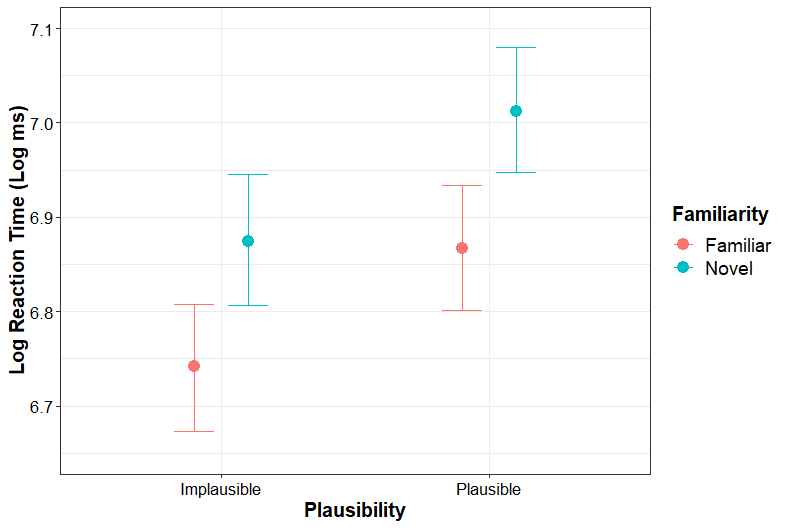 7.1
7.0
6.9
6.8
6.7
Log Reaction Time (Log ms)
Implausible
Plausible
Plausibility
Familiarity
Familiar
Novel